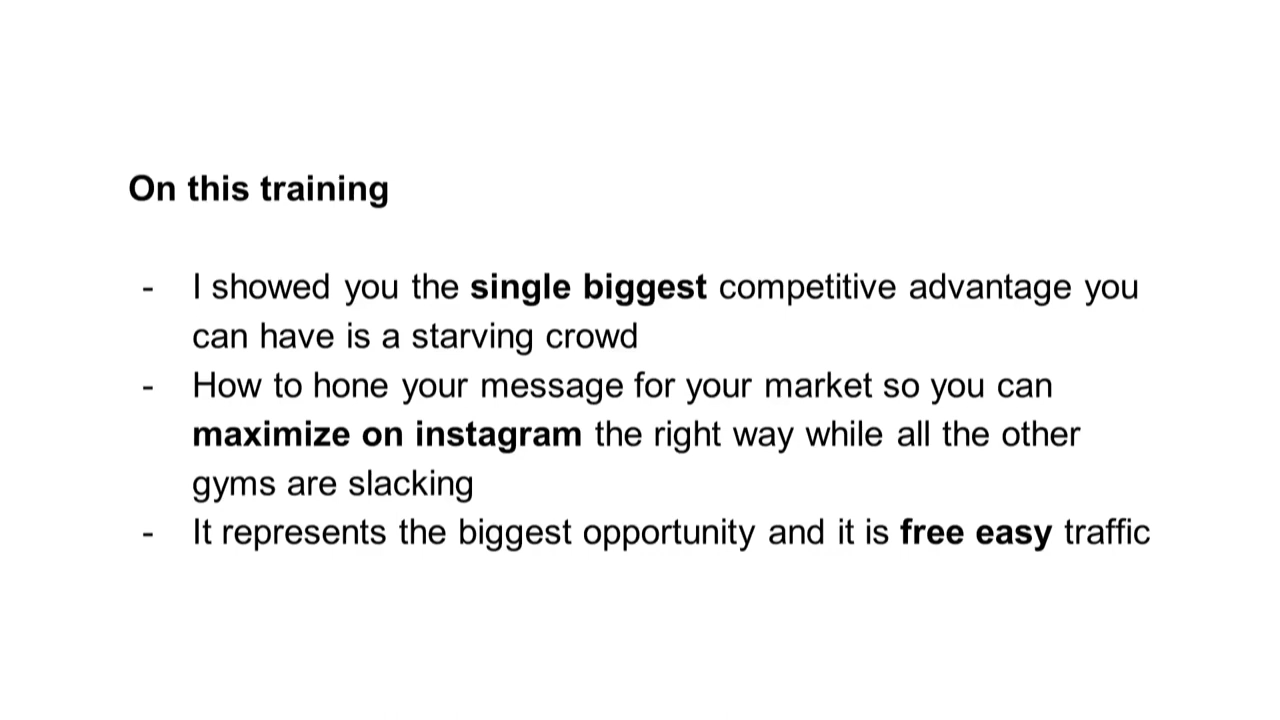 On this training
- I showed you the single biggest competitive advantage you
can have is a starving crowd
- How to hone your message for your market so you can
maximize on instagram the right way while all the other
gyms are slacking
- It represents the biggest opportunity and it is free easy traffic